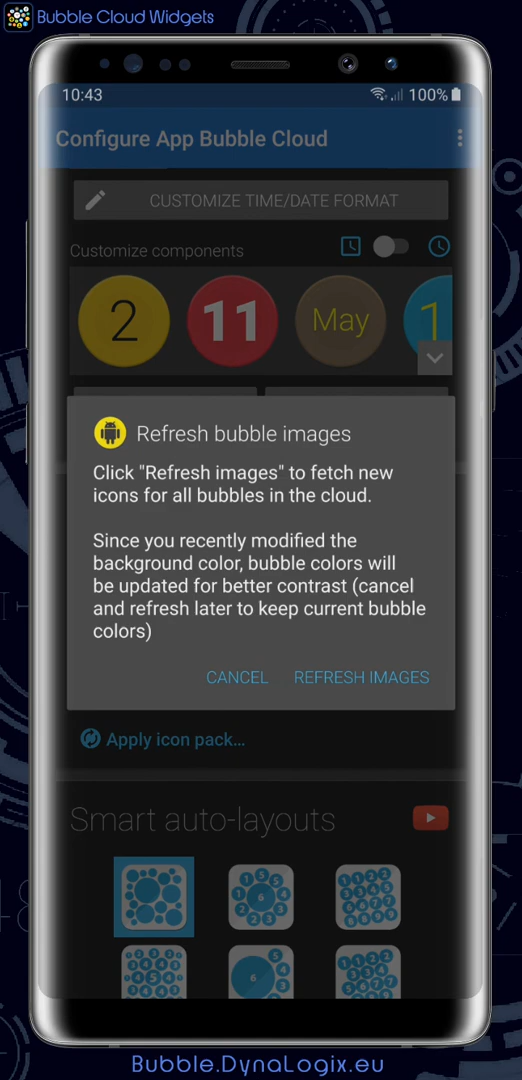 Bubble Cloud Widgets
10:43
100%
Configure App Bubble Cloud
CUSTOMIZE TIME/DATE FORMAT
Customize components
2
11
May
1
Refresh bubble images
Click "Refresh images" to fetch new
icons for all bubbles in the cloud.
Since you recently modified the
background color, bubble colors will
be updated for better contrast (cancel
and refresh later to keep current bubble
colors)
CANCEL
REFRESH IMAGES
Apply icon pack...
Smart auto-layouts
Bubble.DynaLogix.eu